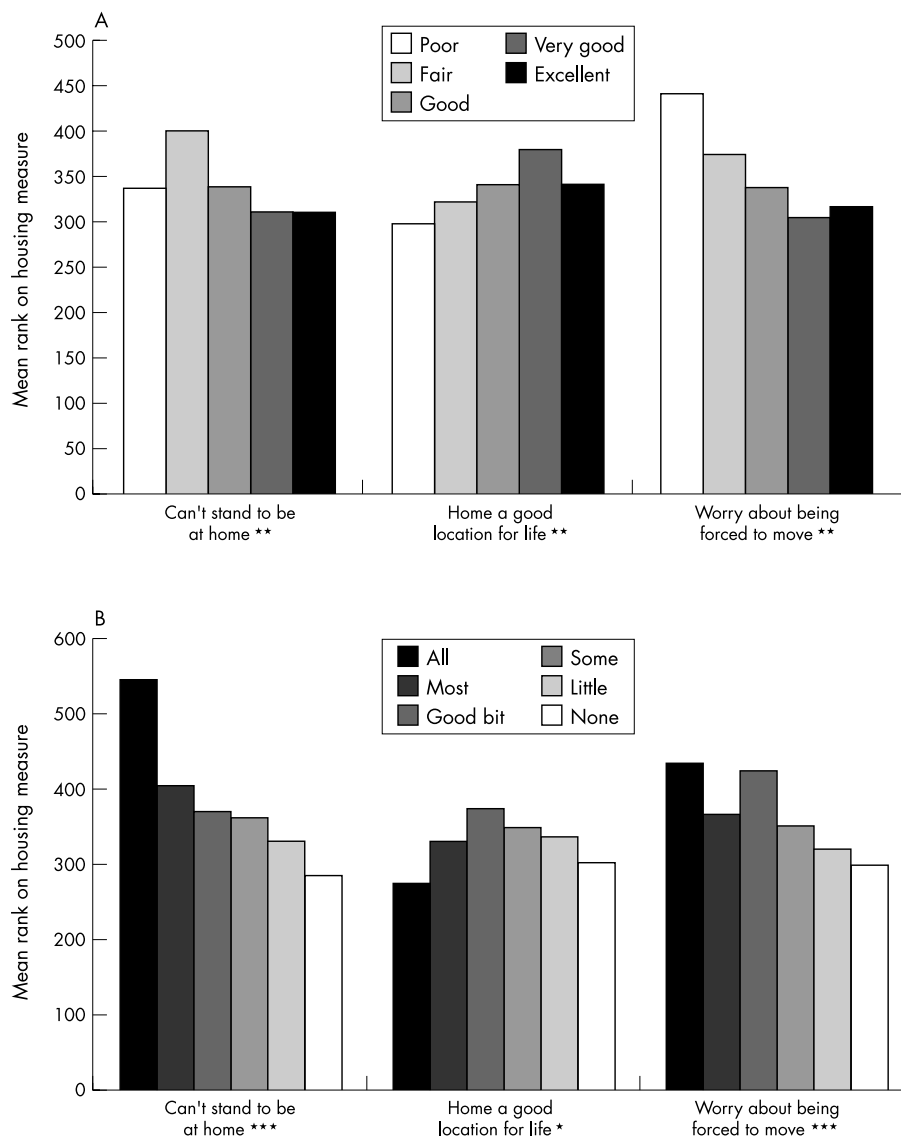 A
500
450
400
350
300
250
200
150
100
50
0
Mean rank on housing measure
Poor
Fair
Good
Very good
Excellent
Can't stand to be
at home ★★
Home a good
location for life ★★
Worry about being
forced to move ★★
B
600
500
400
300
200
100
0
Mean rank on housing measure
All
Most
Good bit
Some
Little
None
Can't stand to be
at home ★★★
Home a good
location for life ★
Worry about being
forced to move ★★★